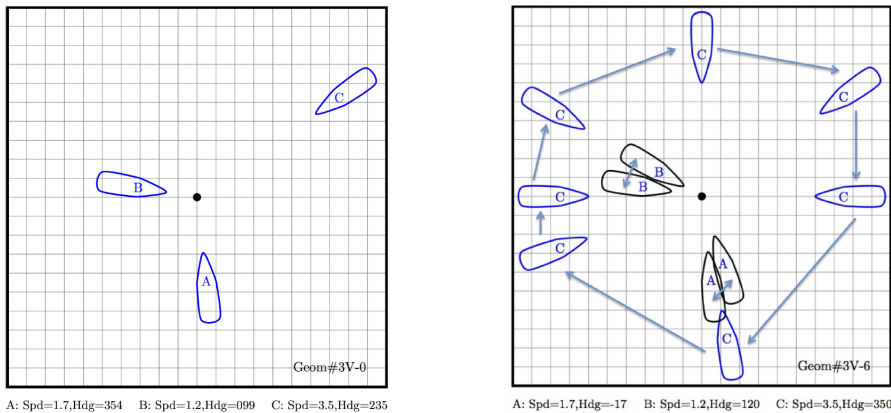 C
B
A
Geom#3V-0
A: Spd=1.7,Hdg=354 B: Spd=1.2,Hdg=099 C: Spd=3.5,Hdg=235
C
C
C
B
B
C
C
C
A
A
C
Geom#3V-6
A: Spd=1.7,Hdg=-17 B: Spd=1.2,Hdg=120 C: Spd=3.5,Hdg=350